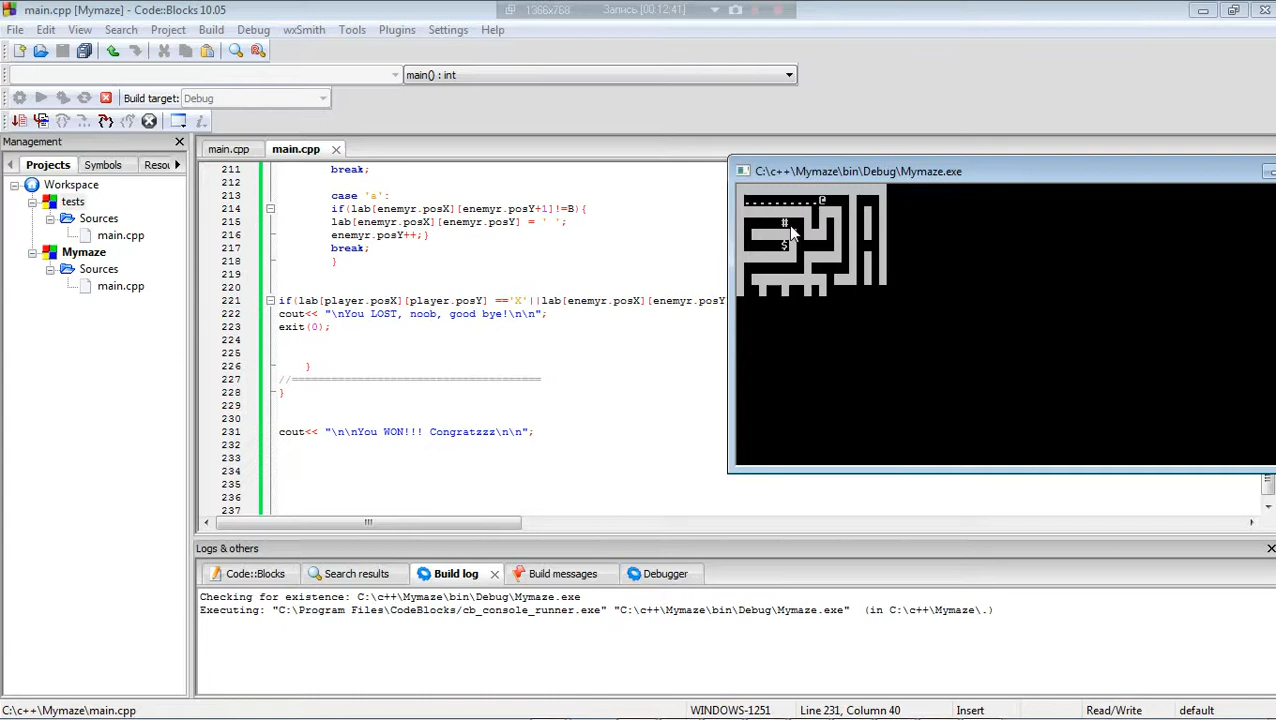 main.cpp [Mymaze] - Code::Blocks 10.05
1366x768
Запись [00:12:41]
File Edit View Search Project Build Debug wxSmith Tools Plugins Settings Help
main() : int
Build target: Debug
Management
Projects Symbols Resou
Workspace
tests
Sources
main.cpp
Mymaze
Sources
main.cpp
main.cpp main.cpp
211 break;
212
213 case 'a':
214 if(lab[enemyr.posX][enemyr.posY+1]!=B){
215 lab[enemyr.posX][enemyr.posY] = ' ';
216 enemyr.posY++;}
217 break;
218 }
219
220
221 if(lab[player.posX][player.posY] =='X'||lab[enemyr.posX][enemyr.posY
222 cout<< "\nYou LOST, noob, good bye!\n\n";
223 exit(0);
224
225
226 }
227 //======================================
228 }
229
230
231 cout<< "\n\nYou WON!!! Congratzzz\n\n";
232
233
234
235
236
237
C:\c++\Mymaze\bin\Debug\Mymaze.exe
...........@
#
$
Logs & others
Code::Blocks Search results Build log Build messages Debugger
Checking for existence: C:\c++\Mymaze\bin\Debug\Mymaze.exe
Executing: "C:\Program Files\CodeBlocks/cb_console_runner.exe" "C:\c++\Mymaze\bin\Debug\Mymaze.exe" (in C:\c++\Mymaze\.)
C:\c++\Mymaze\main.cpp WINDOWS-1251 Line 231, Column 40 Insert Read/Write default